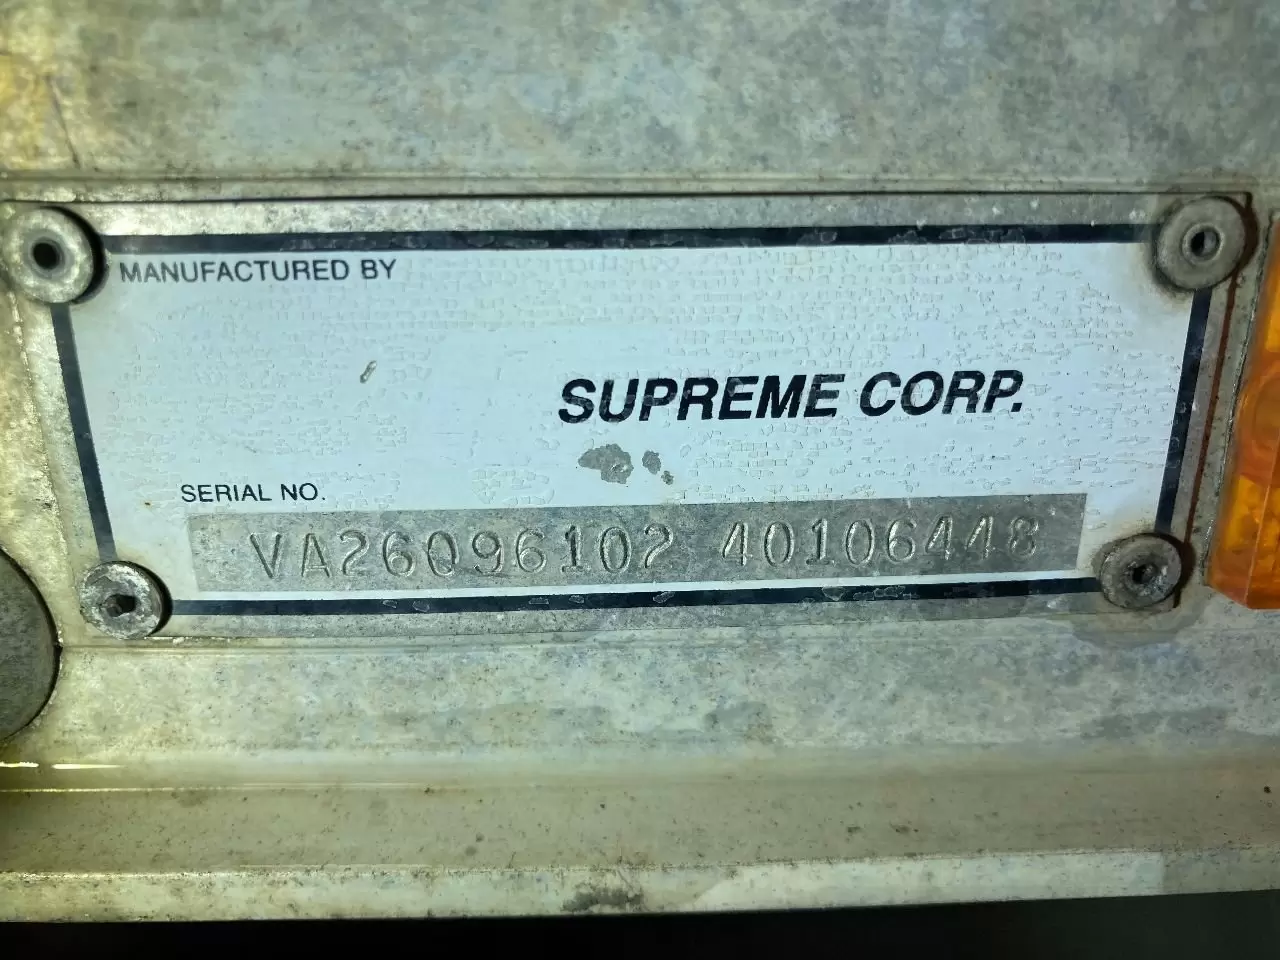 MANUFACTURED BY
SUPREME CORP.
SERIAL NO.
VA26096102 40106448